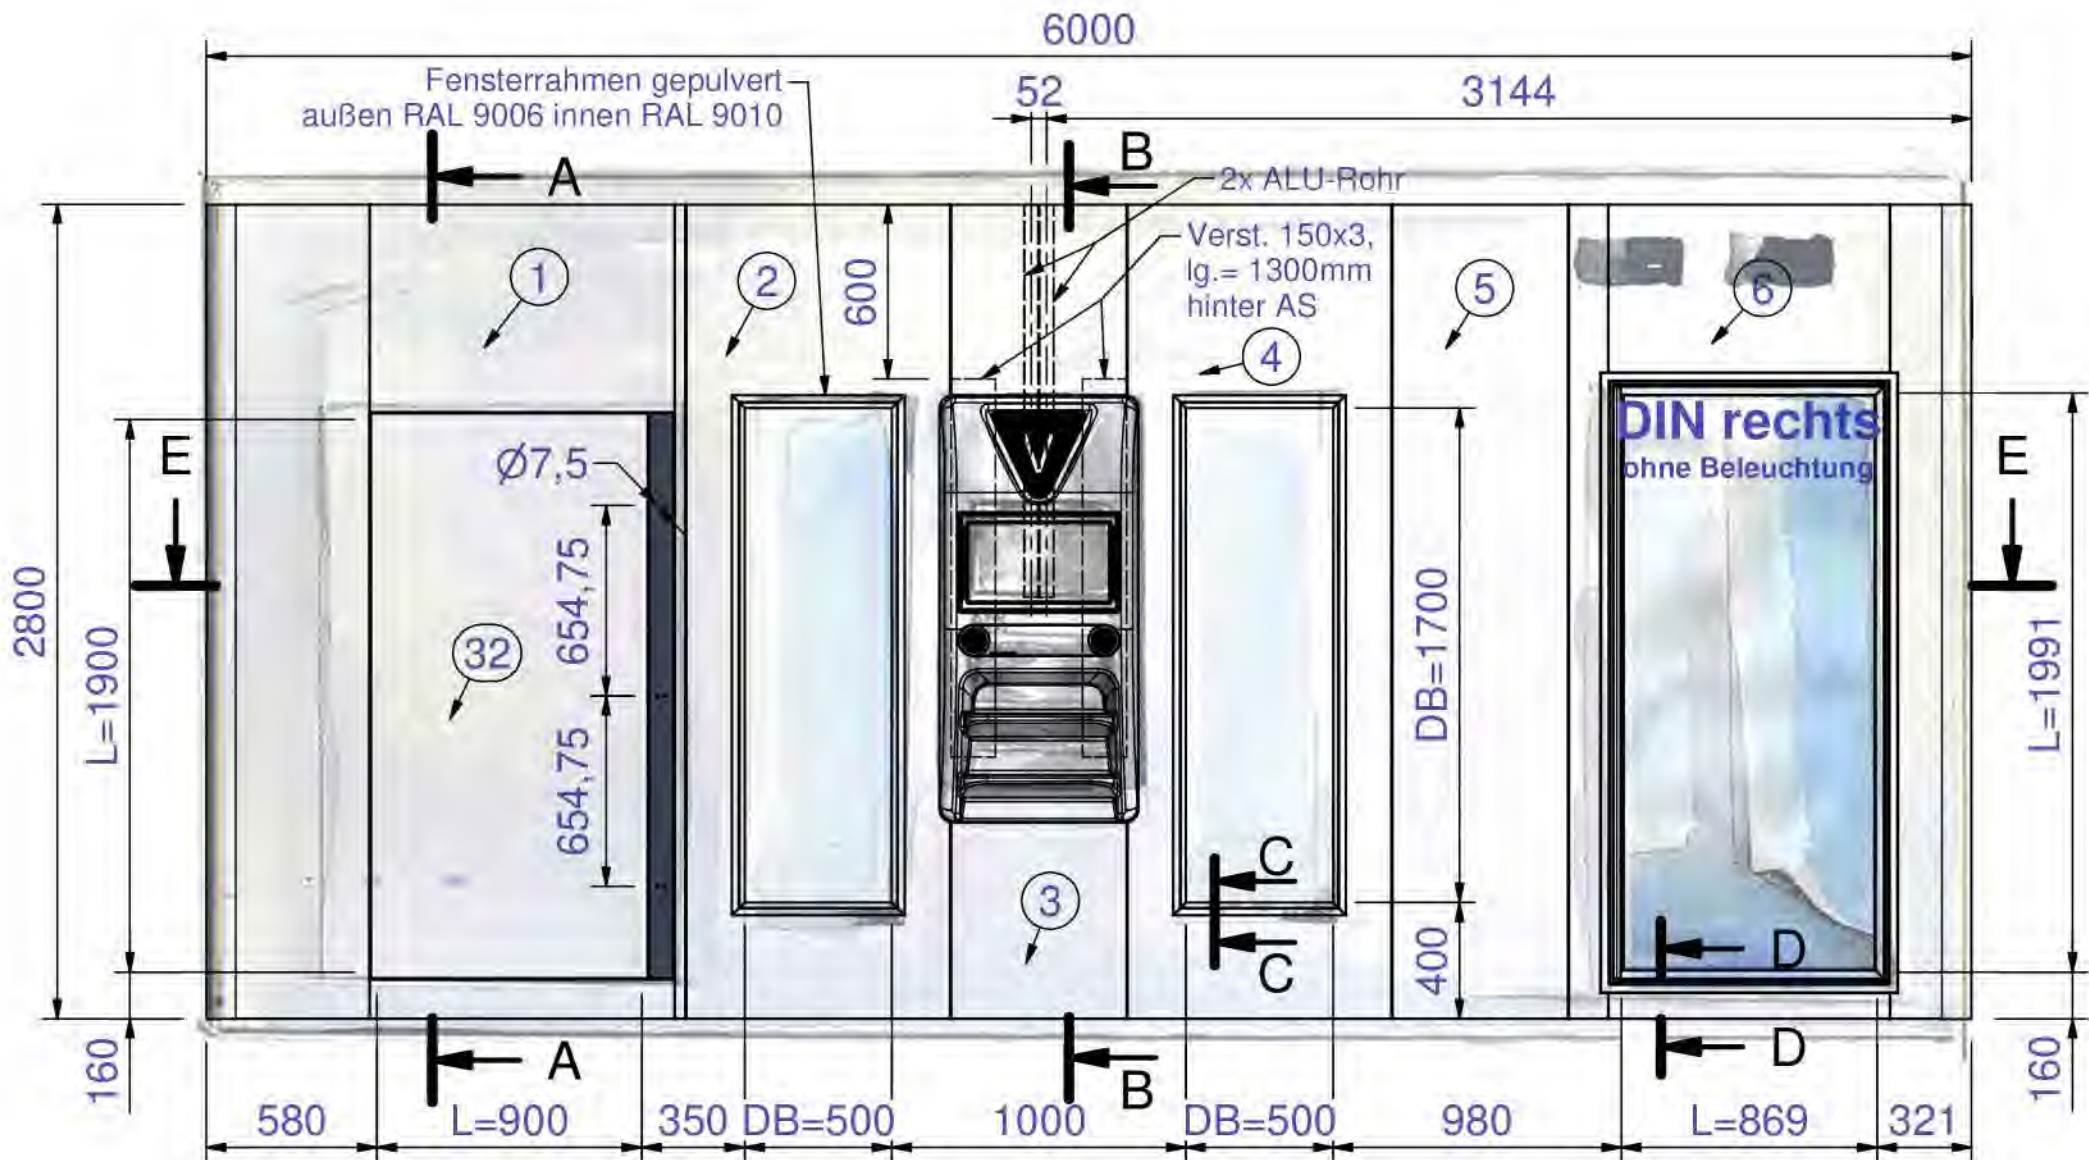 6000
Fensterrahmen gepulvert
außen RAL 9006 innen RAL 9010
52
3144
A
B
2x ALU-Rohr
Verst. 150x3,
lg.= 1300mm
hinter AS
1
2
600
4
5
6
DIN rechts
ohne Beleuchtung
E
E
Ø7,5
2800
L=1900
32
654,75
654,75
DB=1700
L=1991
C
C
3
400
D
D
160
A
B
160
580
L=900
350
DB=500
1000
DB=500
980
L=869
321